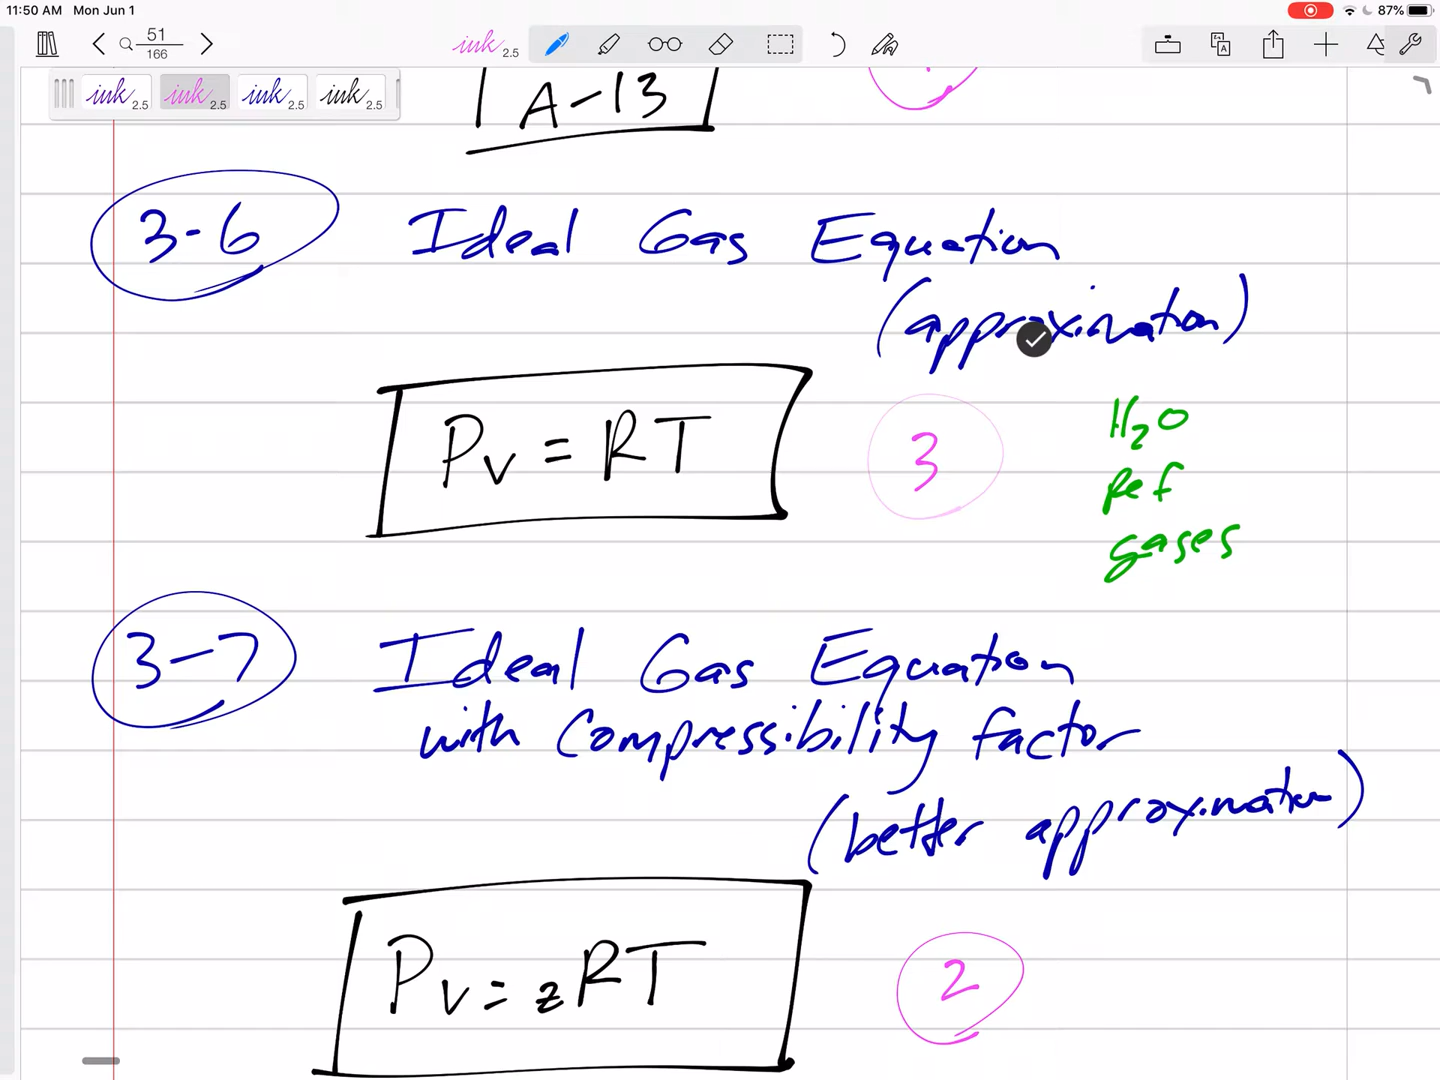 11:50 AM Mon Jun 1
87%
51
166
ink 2.5
ink 2.5 ink 2.5 ink 2.5 ink 2.5
A-13
3-6 Ideal Gas Equation
(approximation)
Pv = RT
3
H₂O
Ref
gases
3-7 Ideal Gas Equation
with Compressibility factor
(better approximation)
Pv = zRT
2